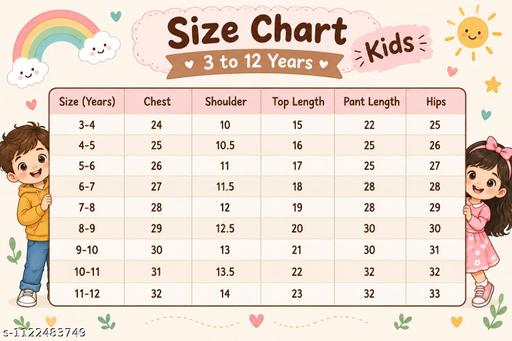 Size Chart
Kids
3 to 12 Years
Size (Years) Chest Shoulder Top Length Pant Length Hips
3-4 24 10 15 22 25
4-5 25 10.5 16 25 26
5-6 26 11 17 25 27
6-7 27 11.5 18 28 28
7-8 28 12 19 28 29
8-9 29 12.5 20 30 30
9-10 30 13 21 30 31
10-11 31 13.5 22 32 32
11-12 32 14 23 32 33
s-1122483749